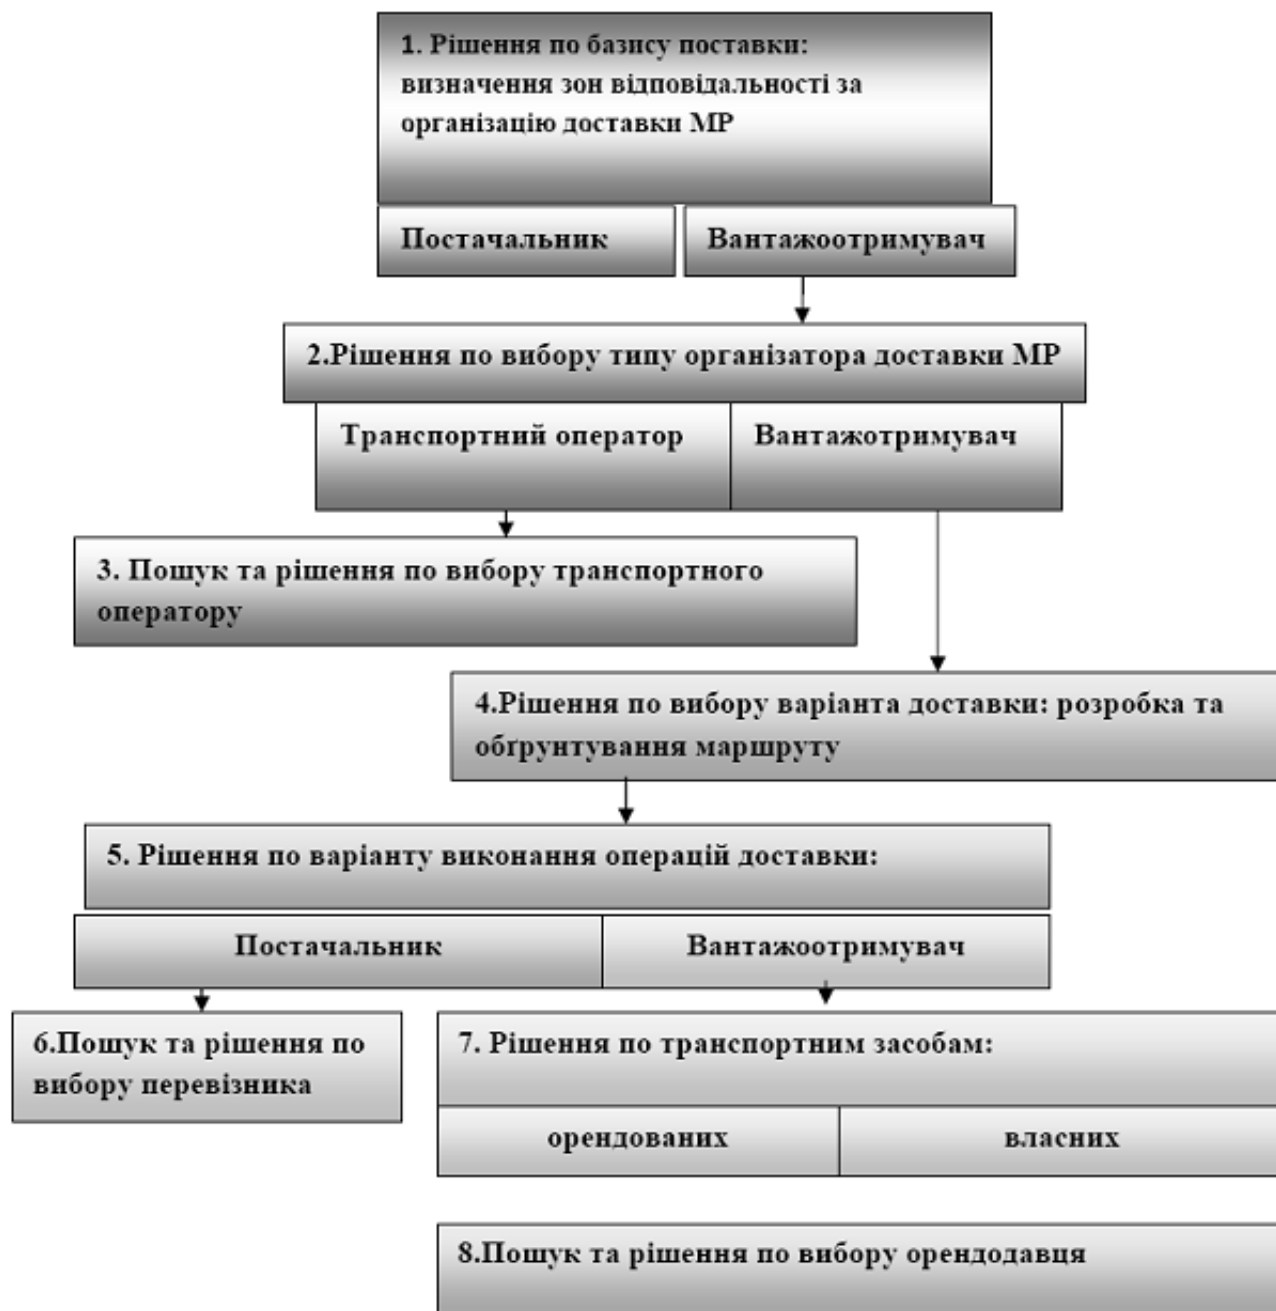 1. Рішення по базису поставки:
визначення зон відповідальності за
організацію доставки МР
Постачальник
Вантажоотримувач
2.Рішення по вибору типу організатора доставки МР
Транспортний оператор
Вантажотримувач
3. Пошук та рішення по вибору транспортного
оператору
4.Рішення по вибору варіанта доставки: розробка та
обґрунтування маршруту
5. Рішення по варіанту виконання операцій доставки:
Постачальник
Вантажоотримувач
6.Пошук та рішення по
вибору перевізника
7. Рішення по транспортним засобам:
орендованих
власних
8.Пошук та рішення по вибору орендодавця